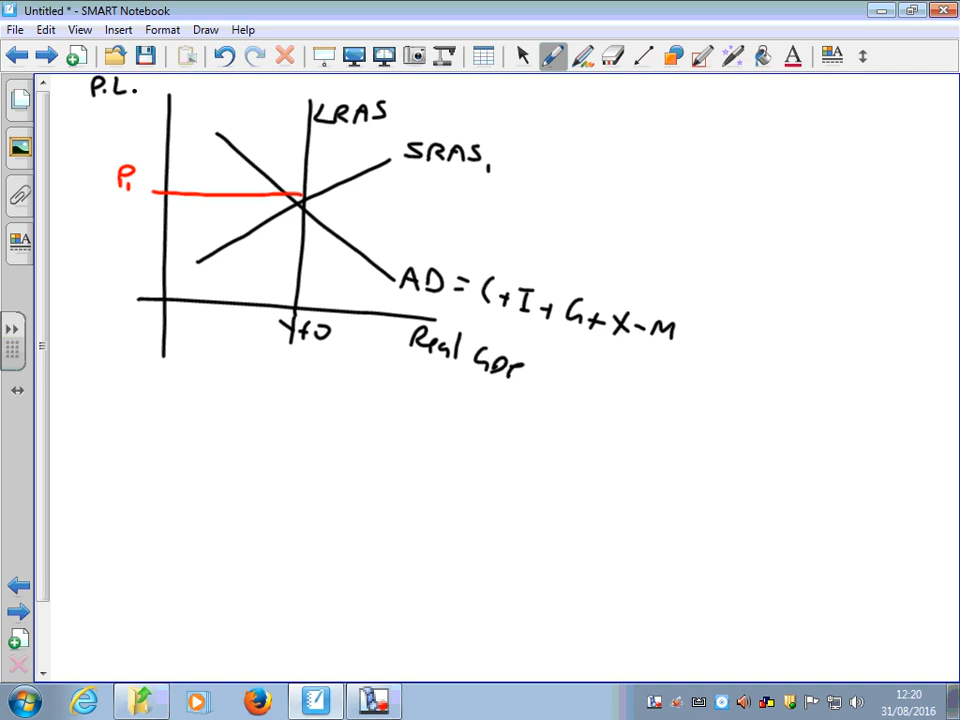 Untitled * - SMART Notebook
File Edit View Insert Format Draw Help
P.L.
LRAS
SRAS1
P1
AD = C+I+G+X-M
YFO
Real GDP
12:20
31/08/2016